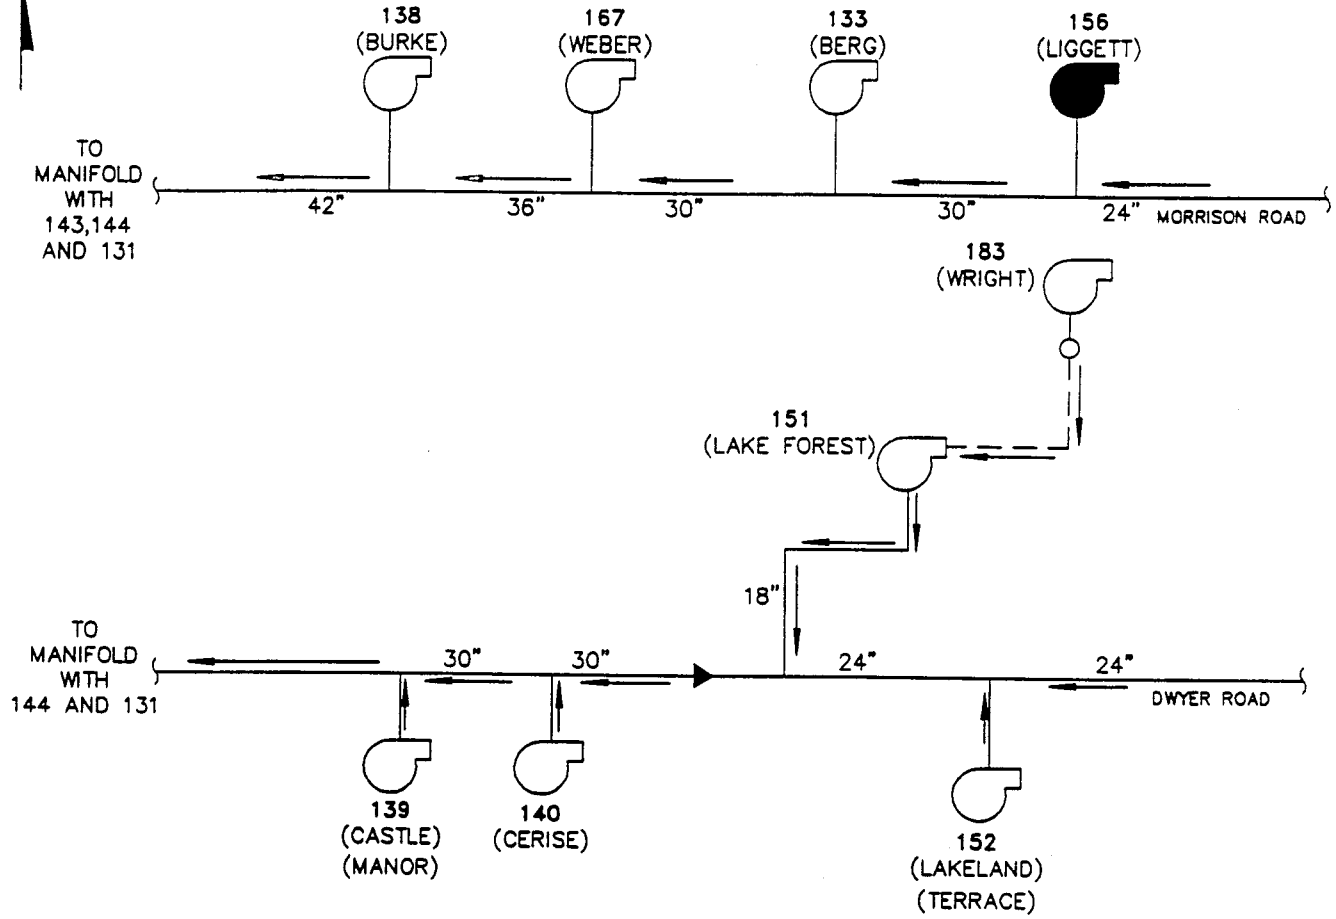 138
(BURKE)
167
(WEBER)
133
(BERG)
156
(LIGGETT)
TO
MANIFOLD
WITH
143,144
AND 131
42"
36"
30"
30"
24"
MORRISON ROAD
183
(WRIGHT)
151
(LAKE FOREST)
18"
TO
MANIFOLD
WITH
144 AND 131
30"
30"
24"
24"
DWYER ROAD
139
(CASTLE)
(MANOR)
140
(CERISE)
152
(LAKELAND)
(TERRACE)